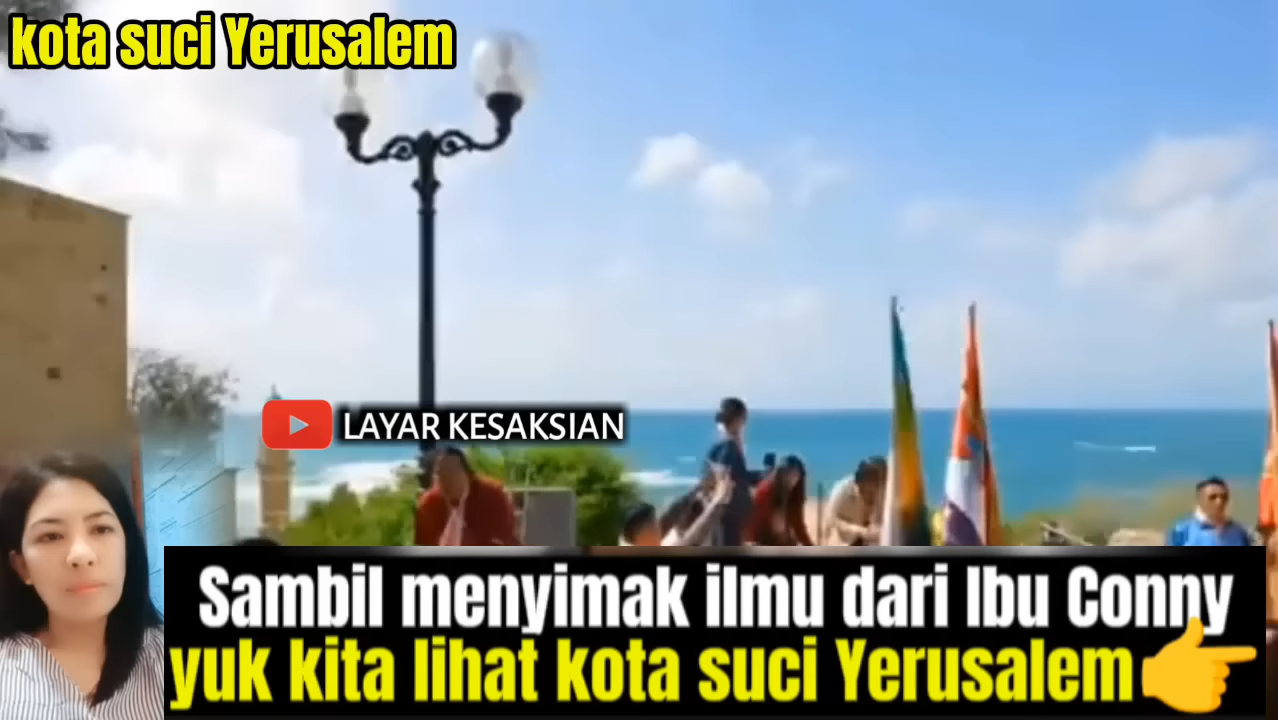 kota suci Yerusalem
LAYAR KESAKSIAN
Sambil menyimak ilmu dari Ibu Conny
yuk kita lihat kota suci Yerusalem